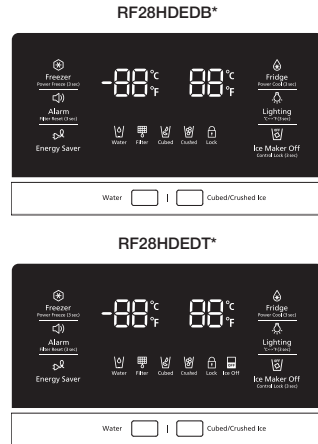 RF28HDEDB*
Freezer
Power Freeze (3 sec)
Alarm
Filter Reset (3 sec)
Energy Saver
-88 °C °F 88 °C °F
Water Filter Cubed Crushed Lock
Fridge
Power Cool (3 sec)
Lighting
°C↔°F (3 sec)
Ice Maker Off
Control Lock (3 sec)
Water | Cubed/Crushed Ice
RF28HDEDT*
Freezer
Power Freeze (3 sec)
Alarm
Filter Reset (3 sec)
Energy Saver
-88 °C °F 88 °C °F
Water Filter Cubed Crushed Lock Ice Off
Fridge
Power Cool (3 sec)
Lighting
°C↔°F (3 sec)
Ice Maker Off
Control Lock (3 sec)
Water | Cubed/Crushed Ice